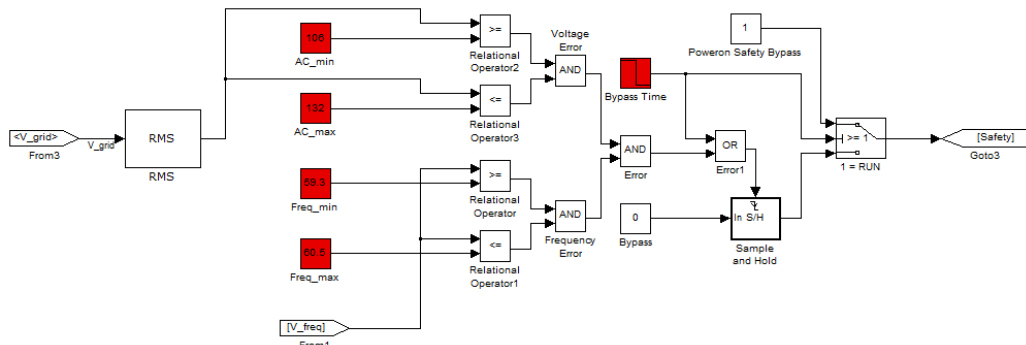 <V_grid>
From3
V_grid
RMS
RMS
106
AC_min
132
AC_max
59.3
Freq_min
60.5
Freq_max
[V_freq]
From1
>=
Relational
Operator2
<=
Relational
Operator3
>=
Relational
Operator
<=
Relational
Operator1
Voltage
Error
AND
AND
Frequency
Error
AND
Error
Bypass Time
0
Bypass
OR
Error1
1
Poweron Safety Bypass
In S/H
Sample
and Hold
>= 1
1 = RUN
[Safety]
Goto3